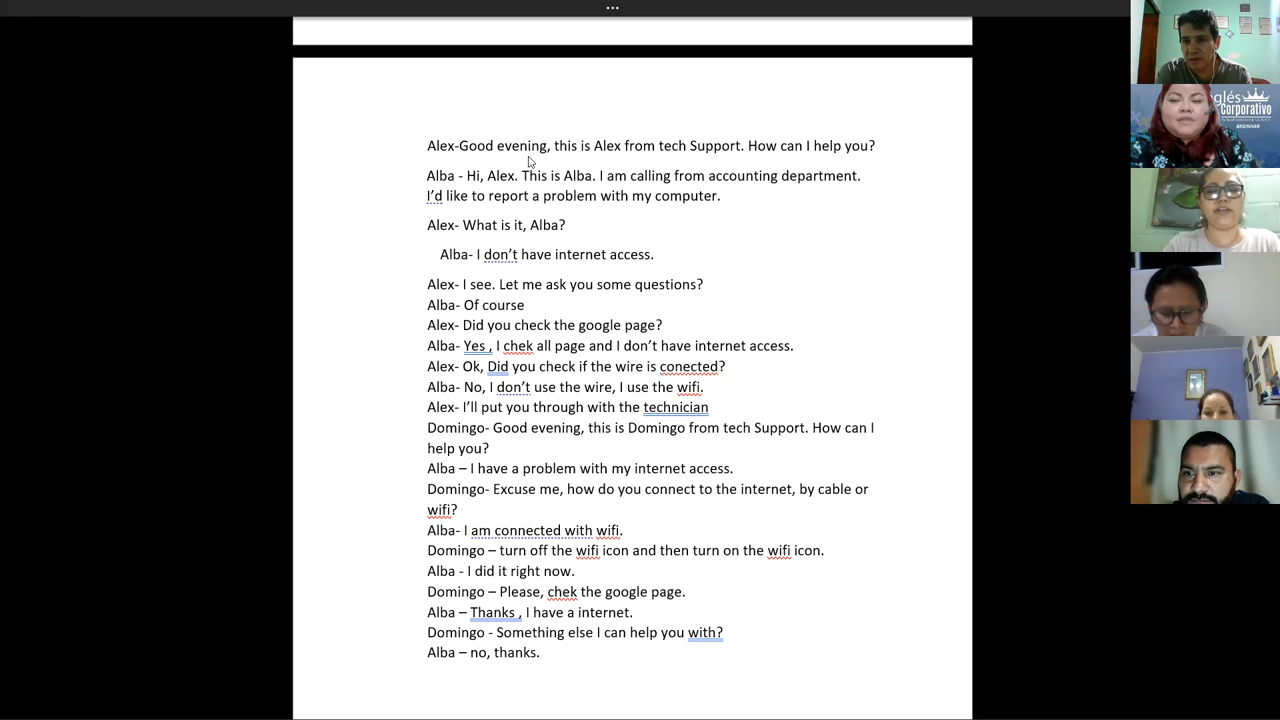 Alex-Good evening, this is Alex from tech Support. How can I help you?
Alba - Hi, Alex. This is Alba. I am calling from accounting department.
I’d like to report a problem with my computer.
Alex- What is it, Alba?
Alba- I don’t have internet access.
Alex- I see. Let me ask you some questions?
Alba- Of course
Alex- Did you check the google page?
Alba- Yes , I chek all page and I don’t have internet access.
Alex- Ok, Did you check if the wire is conected?
Alba- No, I don’t use the wire, I use the wifi.
Alex- I’ll put you through with the technician
Domingo- Good evening, this is Domingo from tech Support. How can I
help you?
Alba – I have a problem with my internet access.
Domingo- Excuse me, how do you connect to the internet, by cable or
wifi?
Alba- I am connected with wifi.
Domingo – turn off the wifi icon and then turn on the wifi icon.
Alba - I did it right now.
Domingo – Please, chek the google page.
Alba – Thanks , I have a internet.
Domingo - Something else I can help you with?
Alba – no, thanks.
glés
Corporativo
BEGINNER